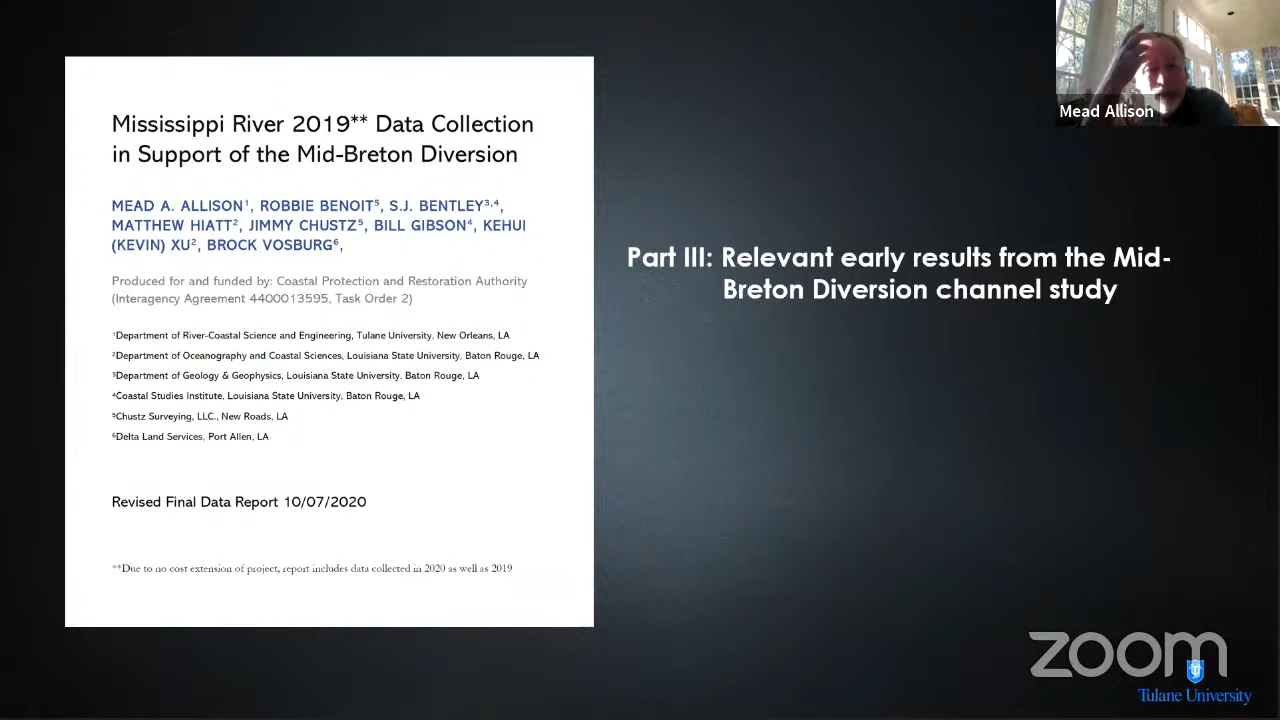 Mississippi River 2019** Data Collection
in Support of the Mid-Breton Diversion
MEAD A. ALLISON¹, ROBBIE BENOIT⁵, S.J. BENTLEY³,⁴,
MATTHEW HIATT², JIMMY CHUSTZ⁵, BILL GIBSON⁴, KEHUI
(KEVIN) XU², BROCK VOSBURG⁶,
Produced for and funded by: Coastal Protection and Restoration Authority
(Interagency Agreement 4400013595, Task Order 2)
¹Department of River-Coastal Science and Engineering, Tulane University, New Orleans, LA
²Department of Oceanography and Coastal Sciences, Louisiana State University, Baton Rouge, LA
³Department of Geology & Geophysics, Louisiana State University, Baton Rouge, LA
⁴Coastal Studies Institute, Louisiana State University, Baton Rouge, LA
⁵Chustz Surveying, LLC., New Roads, LA
⁶Delta Land Services, Port Allen, LA
Revised Final Data Report 10/07/2020
**Due to no cost extension of project, report includes data collected in 2020 as well as 2019
Part III: Relevant early results from the Mid-
Breton Diversion channel study
Mead Allison
zoom
Tulane University